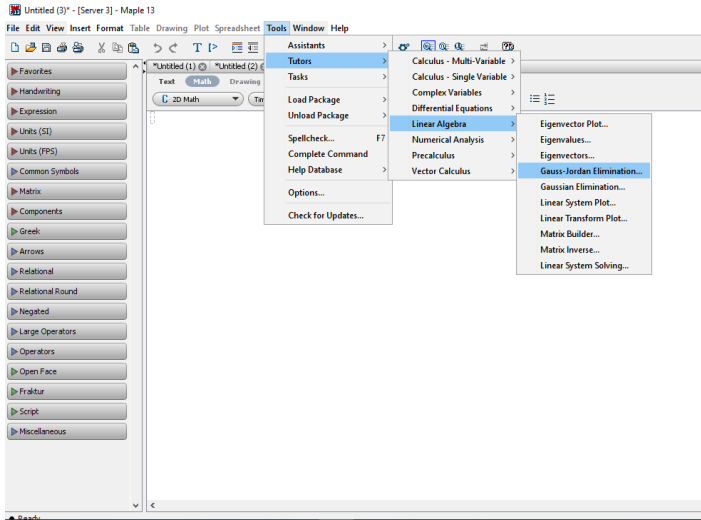 Untitled (3)* - [Server 3] - Maple 13
File Edit View Insert Format Table Drawing Plot Spreadsheet Tools Window Help
*Untitled (1) *Untitled (2)
Text Math Drawing
C 2D Math
Favorites
Handwriting
Expression
Units (SI)
Units (FPS)
Common Symbols
Matrix
Components
Greek
Arrows
Relational
Relational Round
Negated
Large Operators
Operators
Open Face
Fraktur
Script
Miscellaneous
Assistants
Tutors
Tasks
Load Package
Unload Package
Spellcheck... F7
Complete Command
Help Database
Options...
Check for Updates...
Calculus - Multi-Variable
Calculus - Single Variable
Complex Variables
Differential Equations
Linear Algebra
Numerical Analysis
Precalculus
Vector Calculus
Eigenvector Plot...
Eigenvalues...
Eigenvectors...
Gauss-Jordan Elimination...
Gaussian Elimination...
Linear System Plot...
Linear Transform Plot...
Matrix Builder...
Matrix Inverse...
Linear System Solving...
Ready